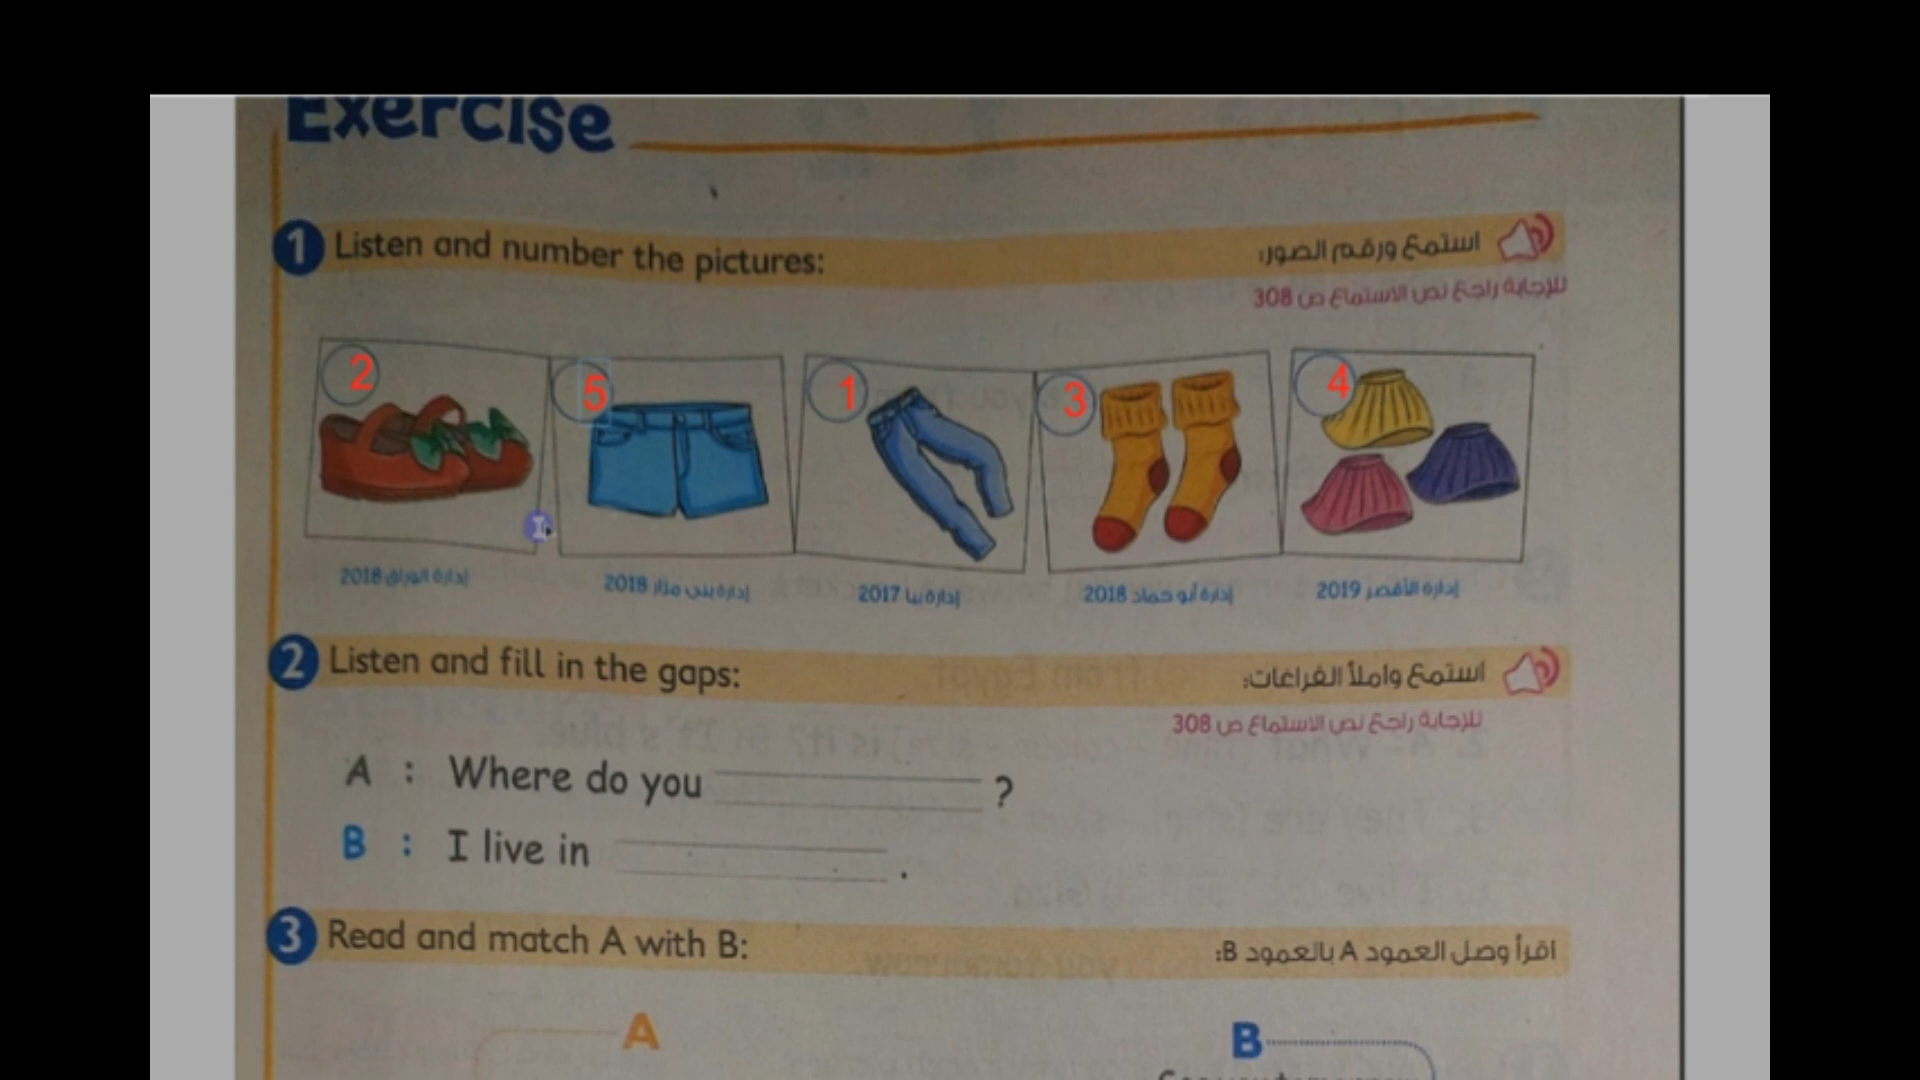 Exercise
1 Listen and number the pictures: استمع ورقم الصور:
للإجابة راجع نص الاستماع ص 308
2 5 1 3 4
إدارة الوراق 2018 إدارة بنى مزار 2018 إدارة ببا 2017 إدارة أبو حماد 2018 إدارة الأقصر 2019
2 Listen and fill in the gaps: استمع واملأ الفراغات:
للإجابة راجع نص الاستماع ص 308
A : Where do you ?
B : I live in .
3 Read and match A with B: اقرأ وصل العمود A بالعمود B:
A B